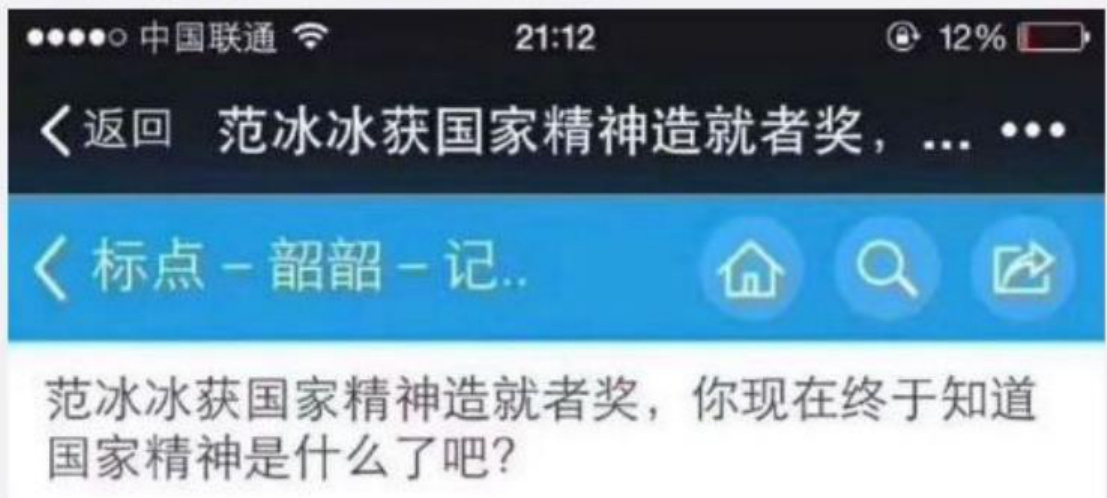 中国联通 21:12 12%
返回 范冰冰获国家精神造就者奖，... •••
标点－韶韶－记..
范冰冰获国家精神造就者奖，你现在终于知道
国家精神是什么了吧？